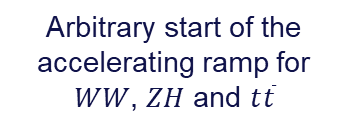 Arbitrary start of the
accelerating ramp for
WW, ZH and tt̄